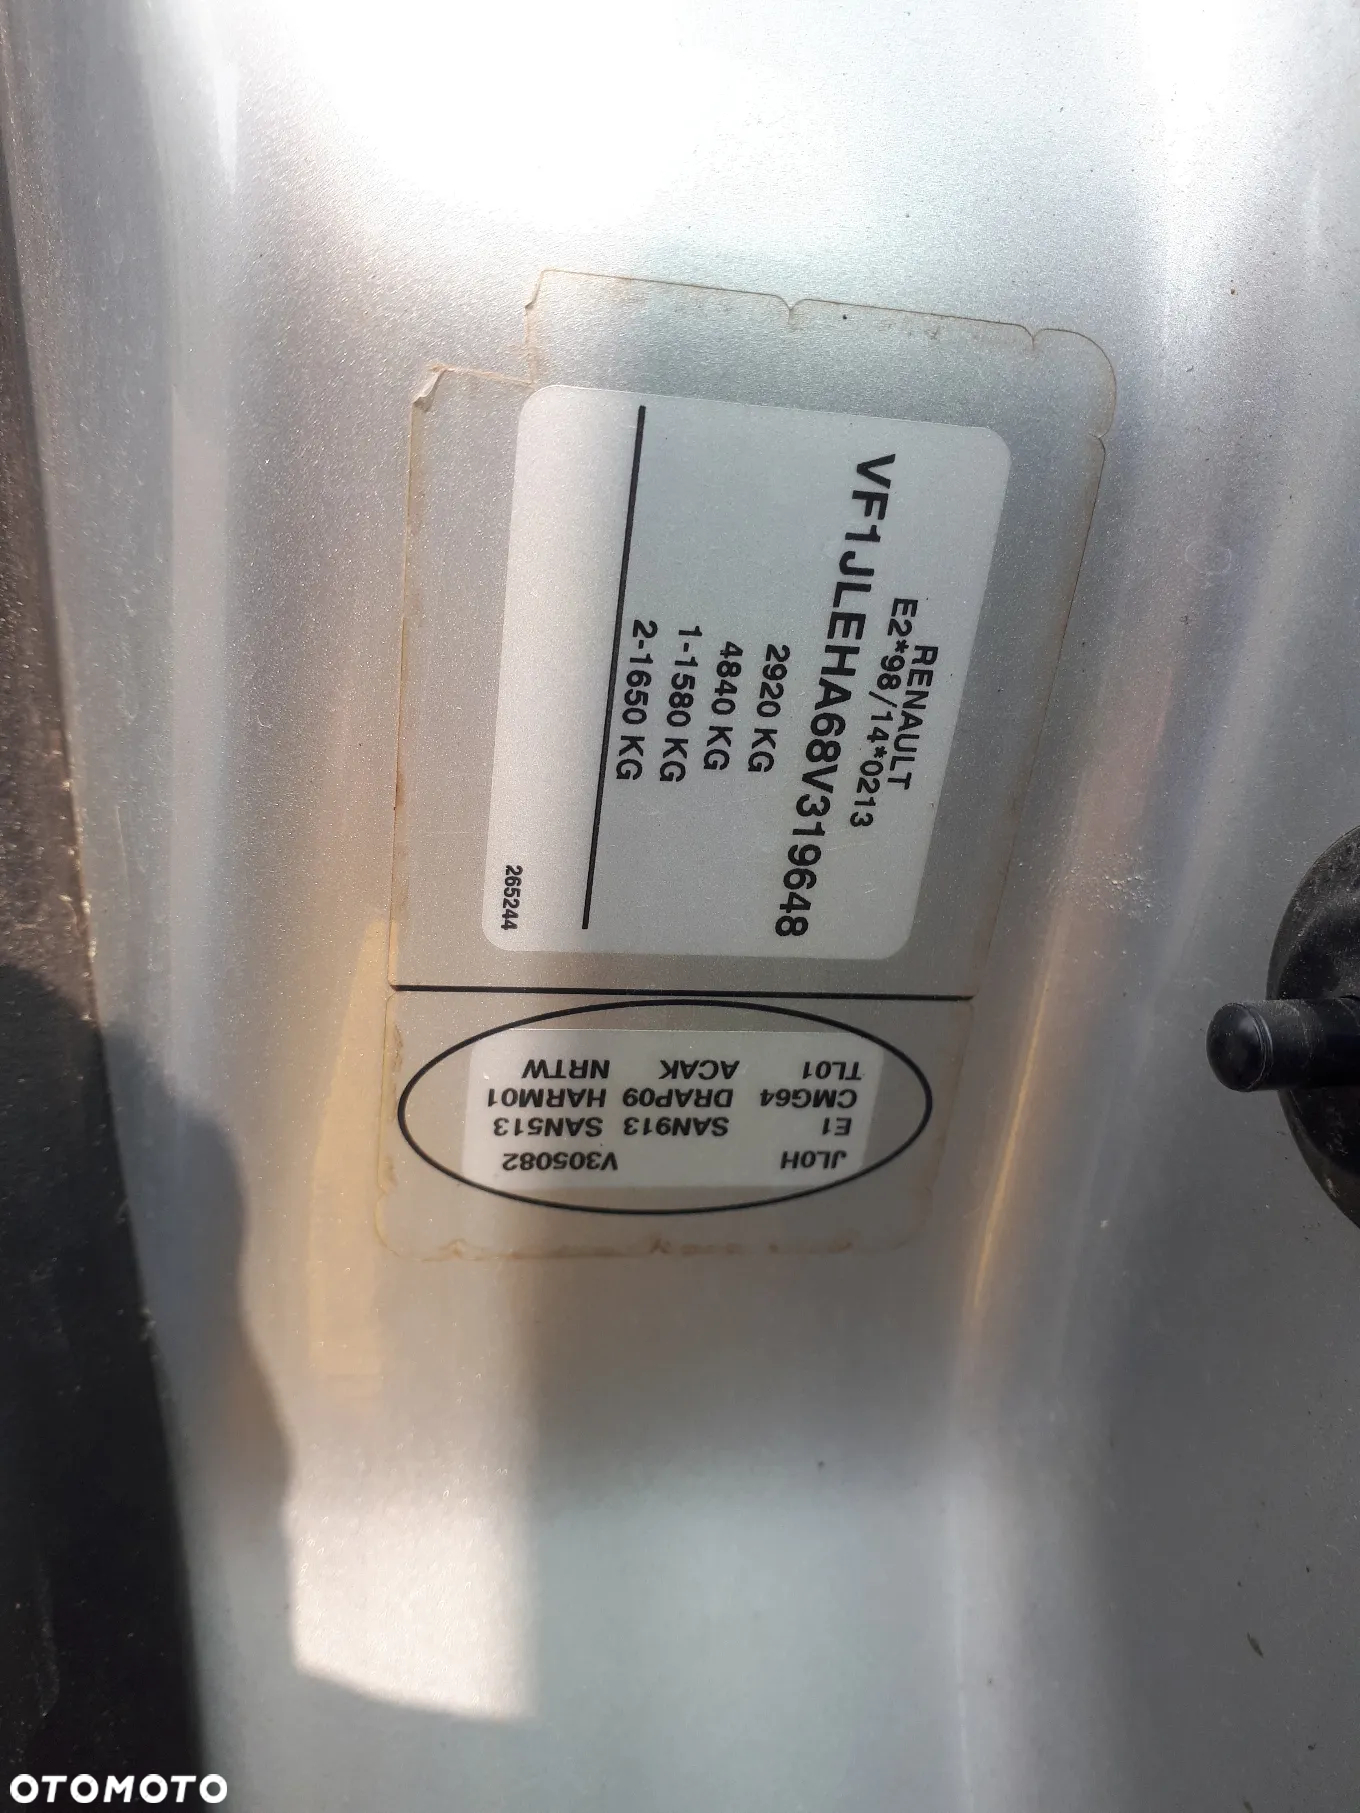 RENAULT
E2*98/14*0213
VF1JLEHA68V319648
2920 KG
4840 KG
1-1580 KG
2-1650 KG
265244
JL0H V305082
E1 SAN913 SAN513
CMG64 DRAP09 HARM01
TL01 ACAK NRTW
OTOMOTO